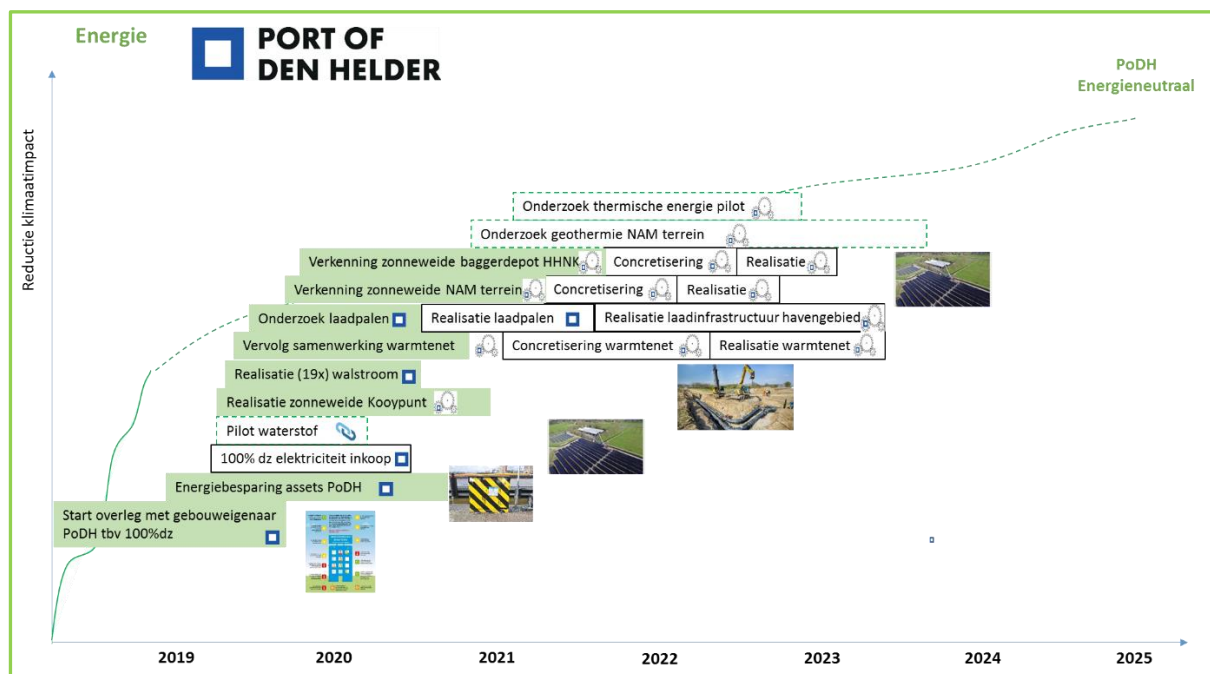 Energie
PORT OF
DEN HELDER
PoDH
Energieneutraal
Reductie klimaatimpact
Onderzoek thermische energie pilot
Onderzoek geothermie NAM terrein
Verkenning zonneweide baggerdepot HHNK
Concretisering
Realisatie
Verkenning zonneweide NAM terrein
Concretisering
Realisatie
Onderzoek laadpalen
Realisatie laadpalen
Realisatie laadinfrastructuur havengebied
Vervolg samenwerking warmtenet
Concretisering warmtenet
Realisatie warmtenet
Realisatie (19x) walstroom
Realisatie zonneweide Kooypunt
Pilot waterstof
100% dz elektriciteit inkoop
Energiebesparing assets PoDH
Start overleg met gebouweigenaar
PoDH tbv 100%dz
2019
2020
2021
2022
2023
2024
2025